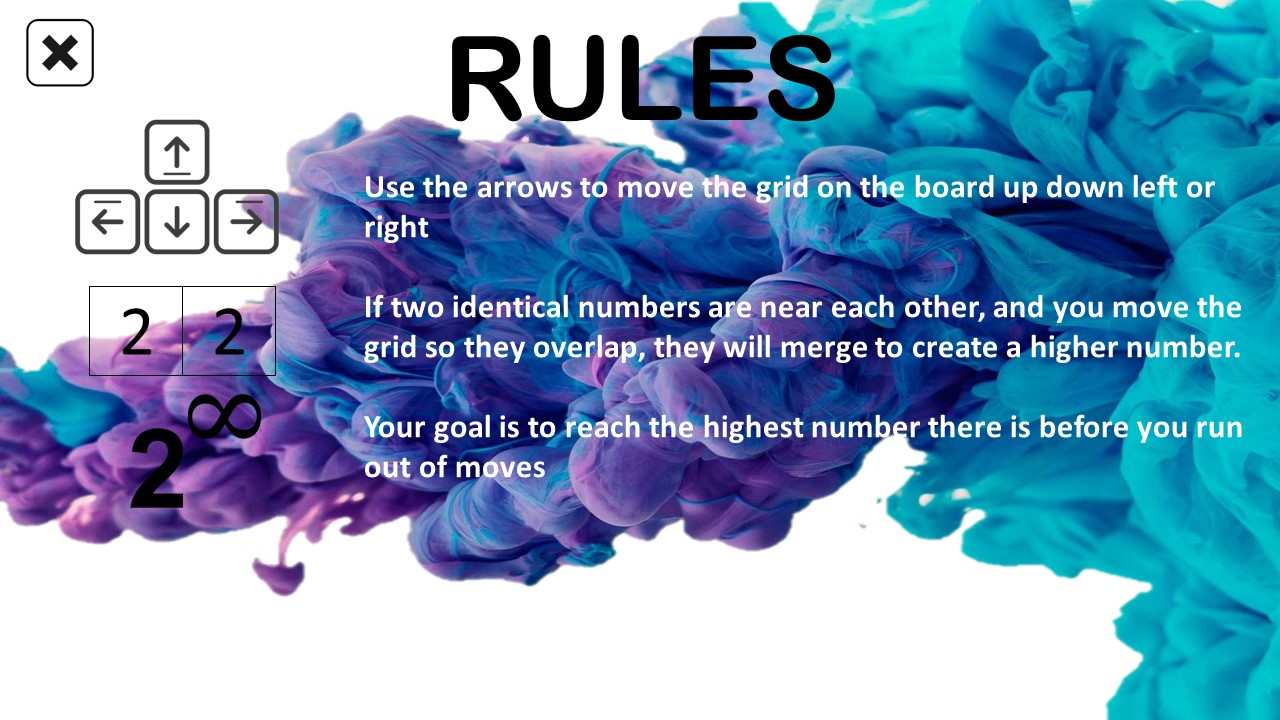 RULES
Use the arrows to move the grid on the board up down left or
right
2 2
If two identical numbers are near each other, and you move the
grid so they overlap, they will merge to create a higher number.
2∞
Your goal is to reach the highest number there is before you run
out of moves